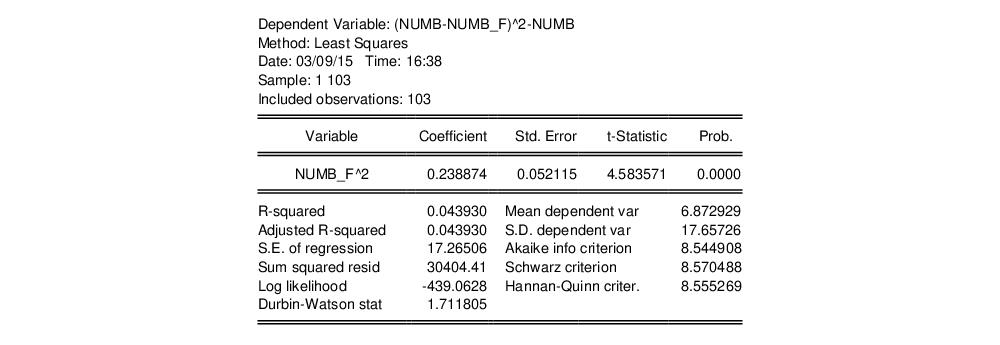 Dependent Variable: (NUMB-NUMB_F)^2-NUMB
Method: Least Squares
Date: 03/09/15 Time: 16:38
Sample: 1 103
Included observations: 103
Variable Coefficient Std. Error t-Statistic Prob.
NUMB_F^2 0.238874 0.052115 4.583571 0.0000
R-squared 0.043930 Mean dependent var 6.872929
Adjusted R-squared 0.043930 S.D. dependent var 17.65726
S.E. of regression 17.26506 Akaike info criterion 8.544908
Sum squared resid 30404.41 Schwarz criterion 8.570488
Log likelihood -439.0628 Hannan-Quinn criter. 8.555269
Durbin-Watson stat 1.711805